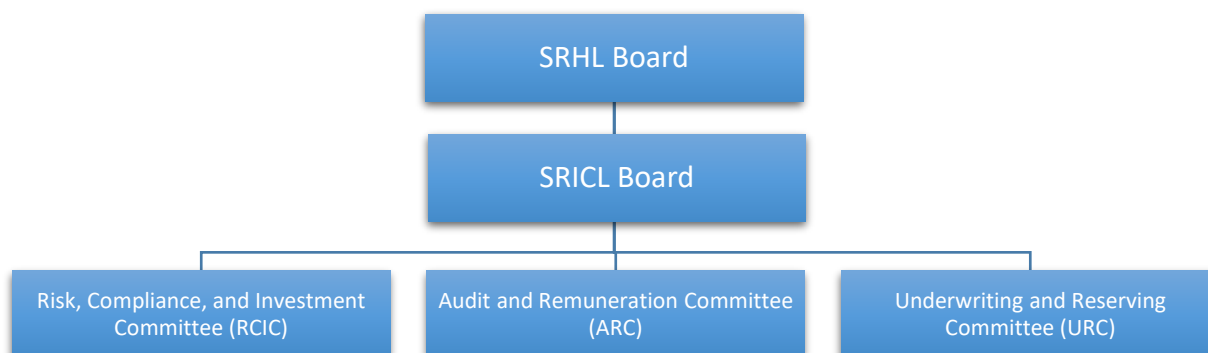 SRHL Board
SRICL Board
Risk, Compliance, and Investment
Committee (RCIC)
Audit and Remuneration Committee
(ARC)
Underwriting and Reserving
Committee (URC)